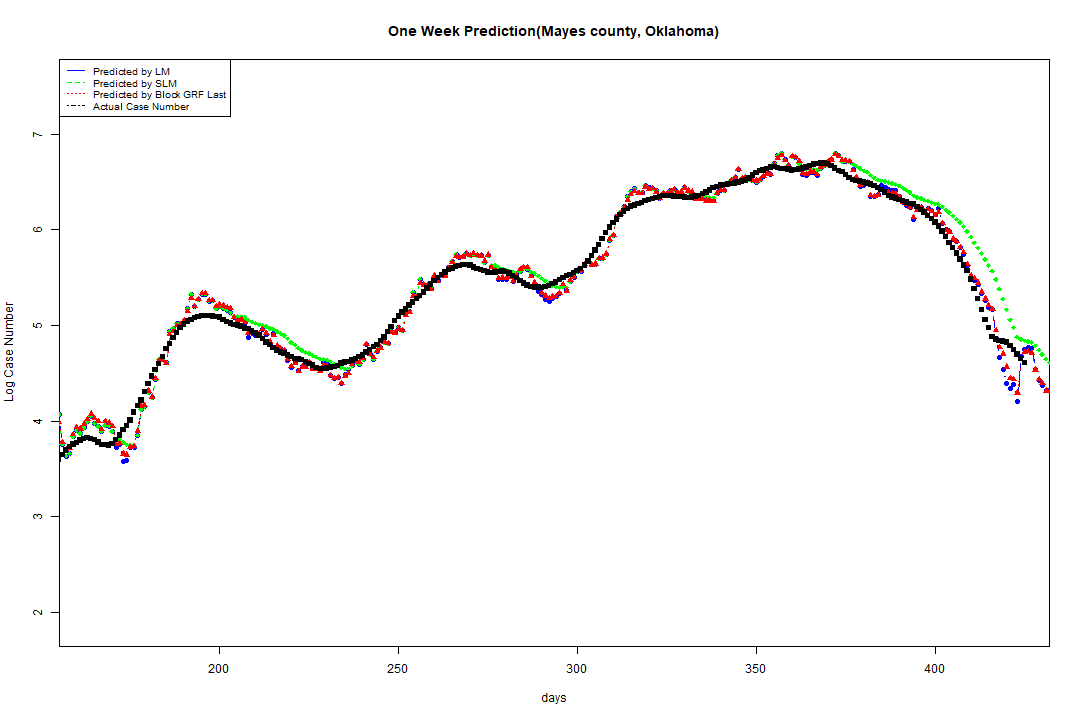 One Week Prediction(Mayes county, Oklahoma)
Predicted by LM
Predicted by SLM
Predicted by Block GRF Last
Actual Case Number
7
6
5
4
3
2
Log Case Number
200 250 300 350 400
days